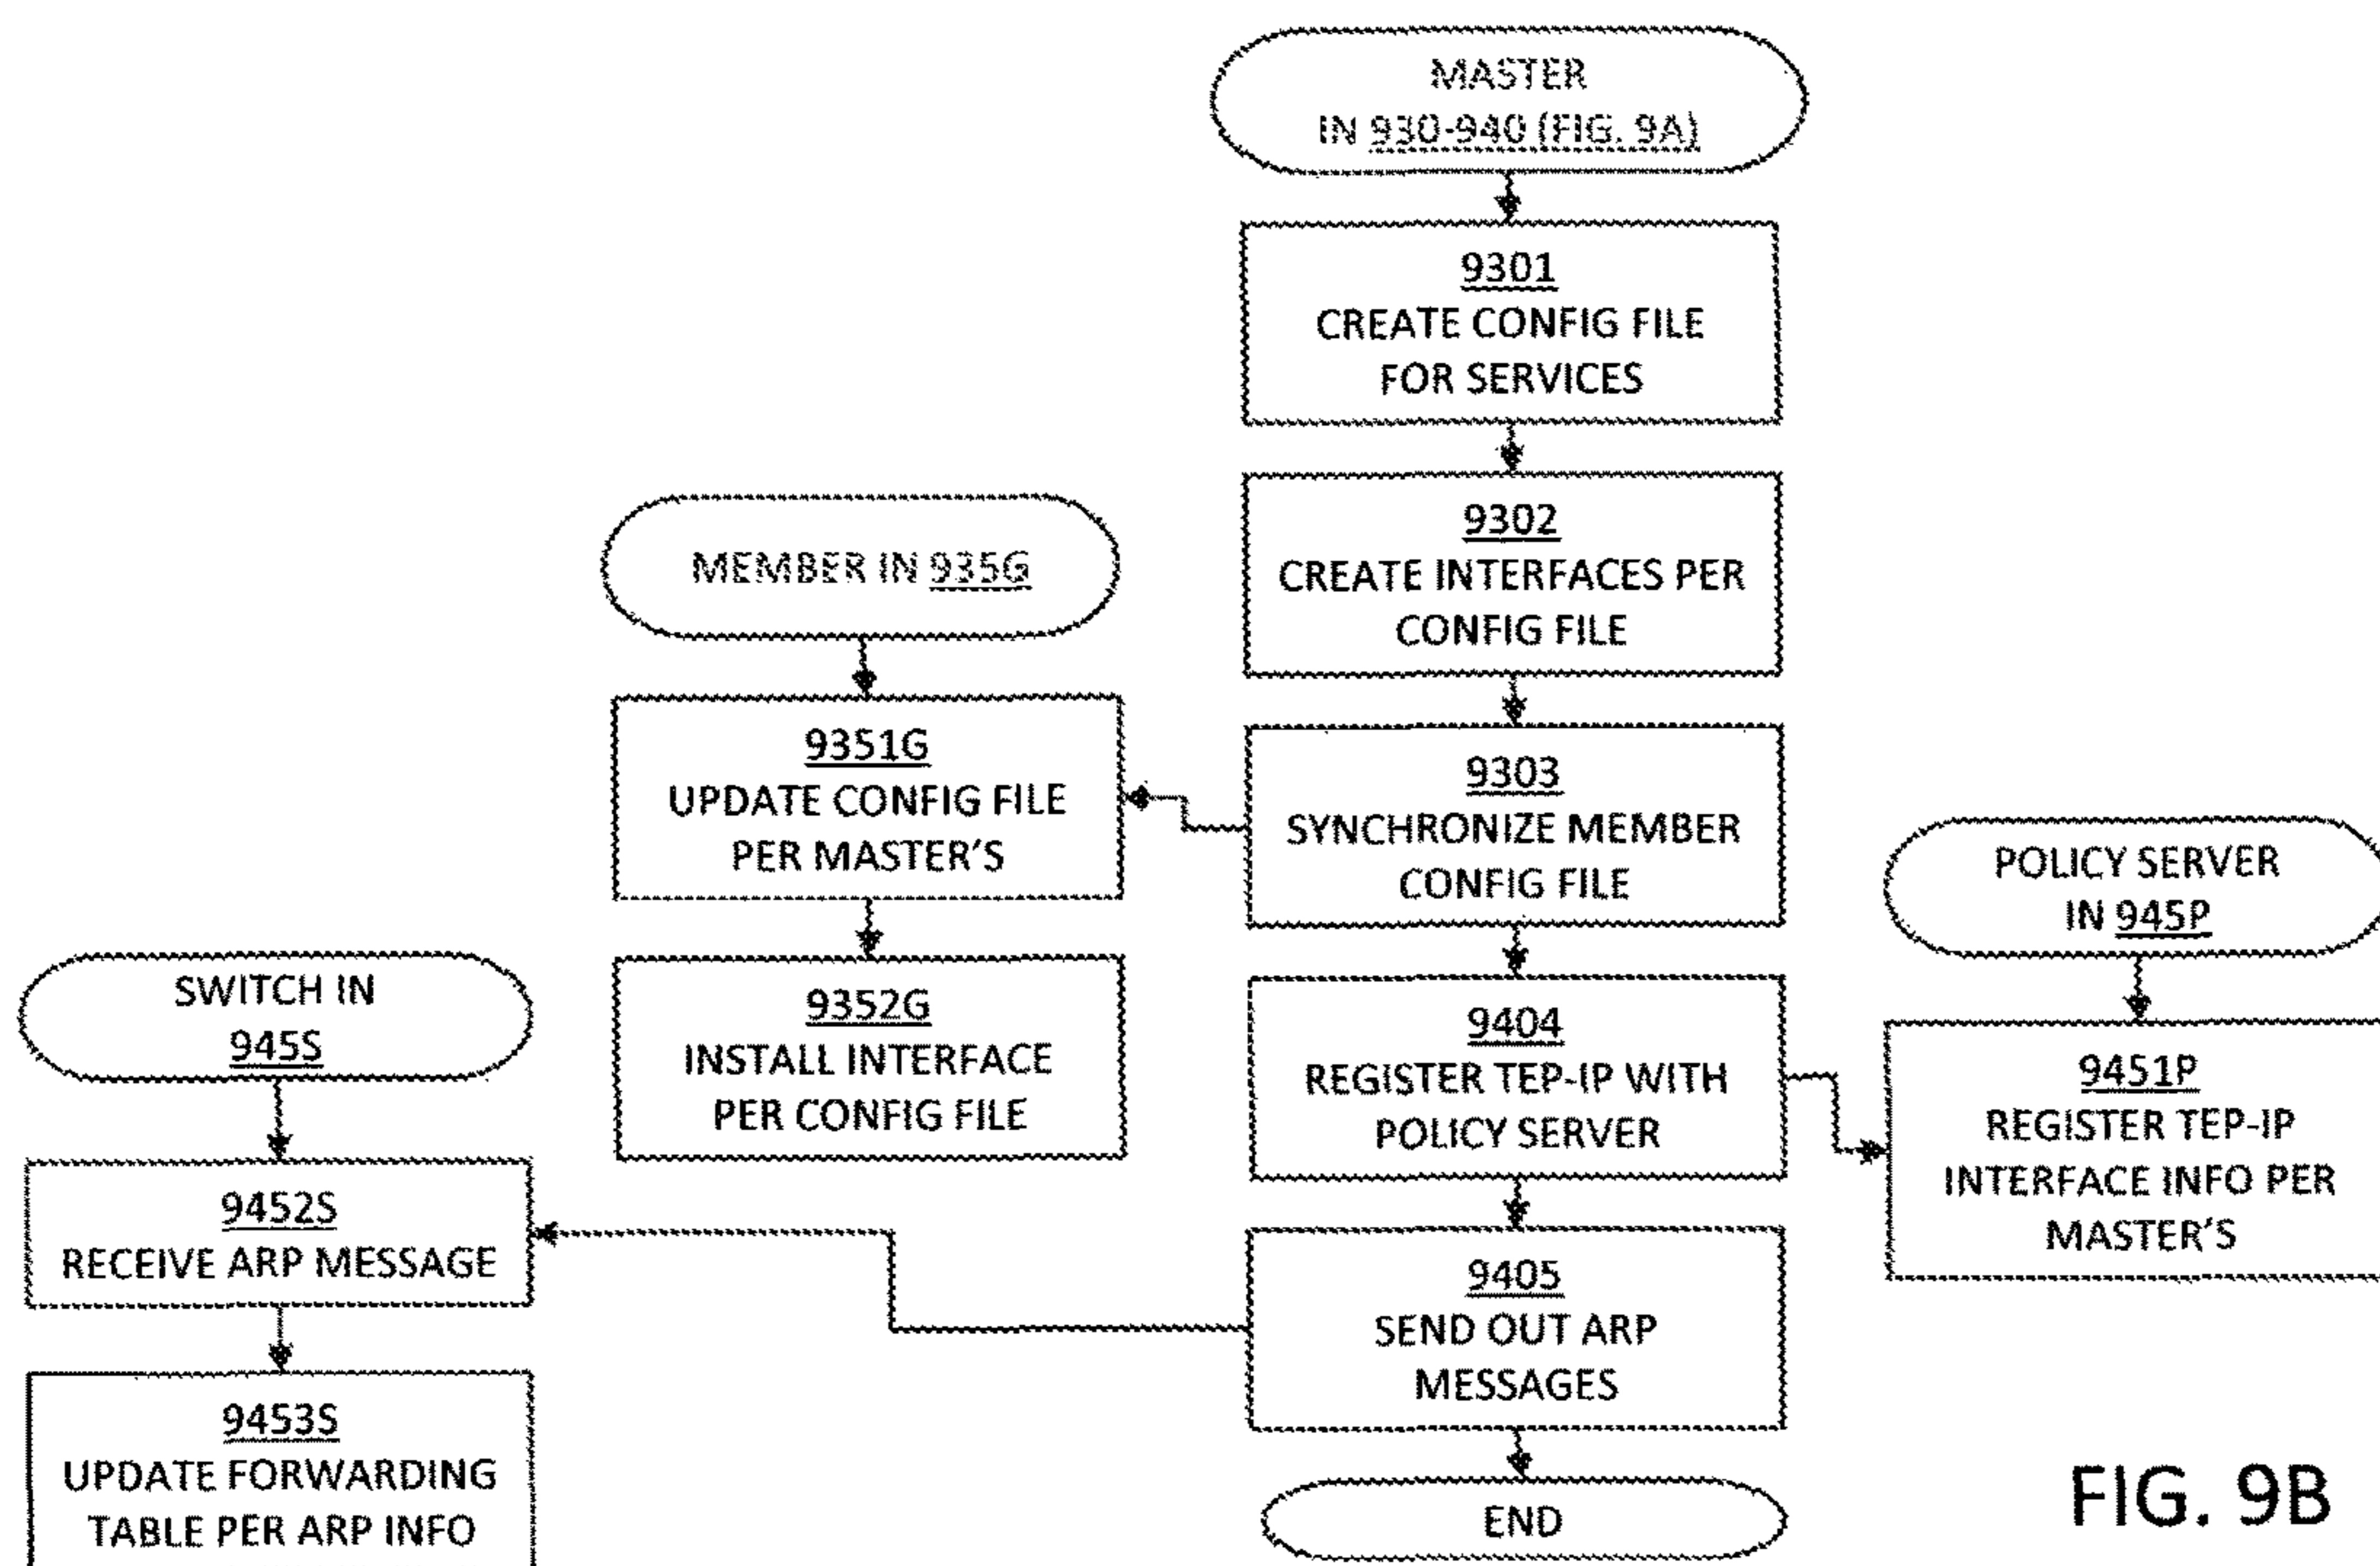 MASTER
IN 930-940 (FIG. 9A)
9301
CREATE CONFIG FILE
FOR SERVICES
9302
CREATE INTERFACES PER
CONFIG FILE
9303
SYNCHRONIZE MEMBER
CONFIG FILE
9404
REGISTER TEP-IP WITH
POLICY SERVER
9405
SEND OUT ARP
MESSAGES
END
MEMBER IN 935G
9351G
UPDATE CONFIG FILE
PER MASTER'S
9352G
INSTALL INTERFACE
PER CONFIG FILE
SWITCH IN
945S
9452S
RECEIVE ARP MESSAGE
9453S
UPDATE FORWARDING
TABLE PER ARP INFO
POLICY SERVER
IN 945P
9451P
REGISTER TEP-IP
INTERFACE INFO PER
MASTER'S
FIG. 9B